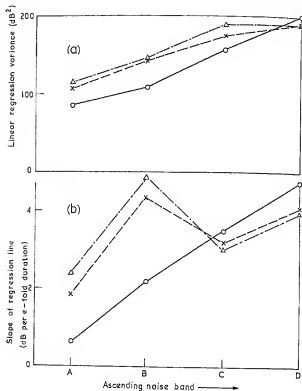 Linear regression variance (dB²)
200
100
0
(a)
Slope of regression line
(dB per e-fold duration)
4
2
0
(b)
A
B
C
D
Ascending noise band